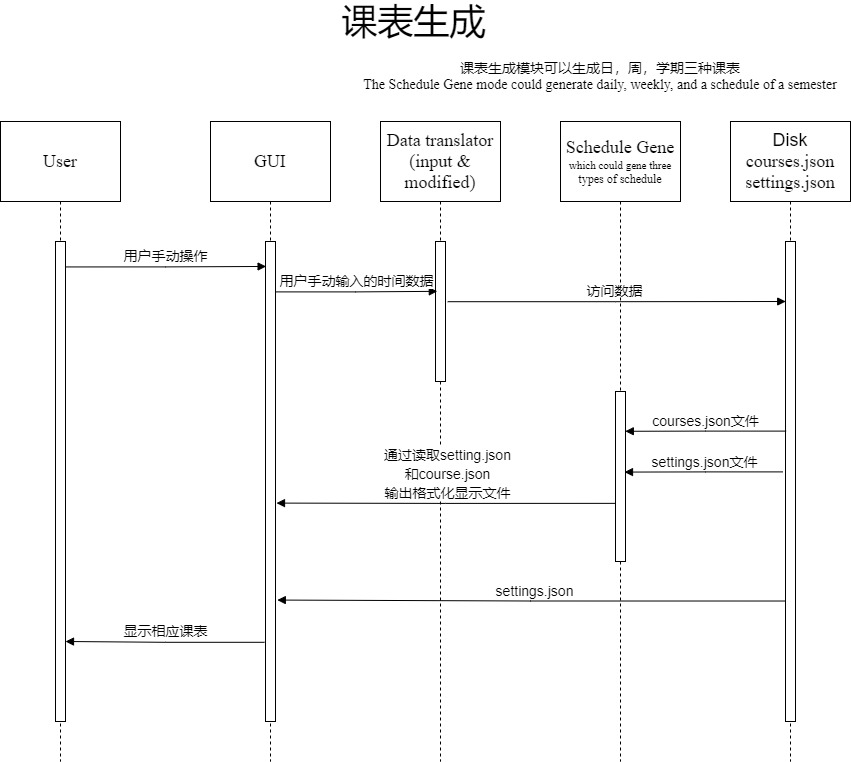 课表生成
课表生成模块可以生成日，周，学期三种课表
The Schedule Gene mode could generate daily, weekly, and a schedule of a semester
User
GUI
Data translator
(input &
modified)
Schedule Gene
which could gene three
types of schedule
Disk
courses.json
settings.json
用户手动操作
用户手动输入的时间数据
访问数据
courses.json文件
通过读取setting.json
和course.json
输出格式化显示文件
settings.json文件
settings.json
显示相应课表